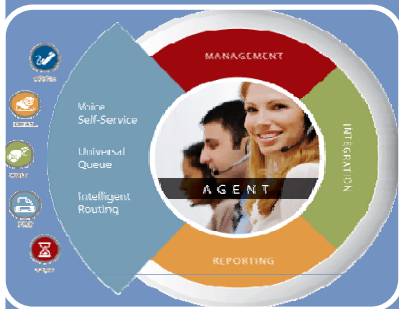 MANAGEMENT
Voice
Self-Service
Universal
Queue
Intelligent
Routing
AGENT
INTEGRATION
REPORTING